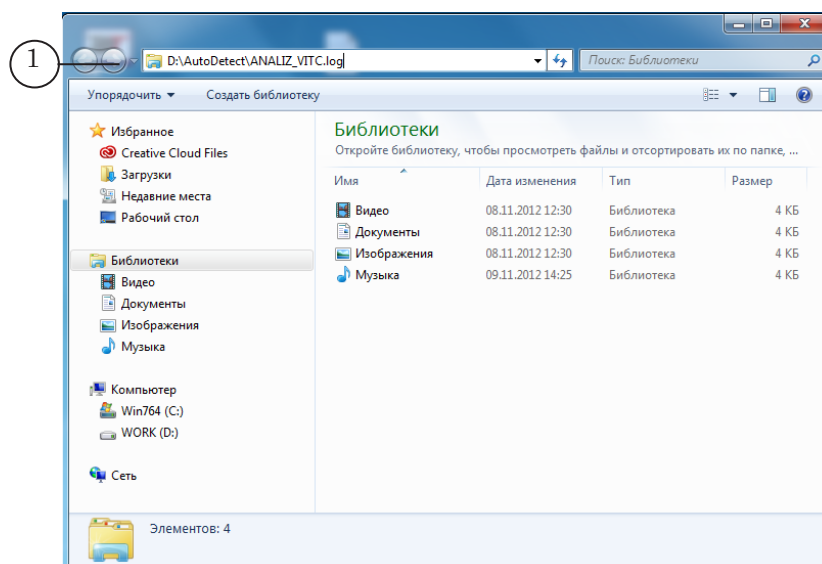 1
D:\AutoDetect\ANALIZ_VITC.log
Поиск: Библиотеки
Упорядочить
Создать библиотеку
Избранное
Creative Cloud Files
Загрузки
Недавние места
Рабочий стол
Библиотеки
Видео
Документы
Изображения
Музыка
Компьютер
Win764 (C:)
WORK (D:)
Сеть
Библиотеки
Откройте библиотеку, чтобы просмотреть файлы и отсортировать их по папке, ...
Имя Дата изменения Тип Размер
Видео 08.11.2012 12:30 Библиотека 4 КБ
Документы 08.11.2012 12:30 Библиотека 4 КБ
Изображения 08.11.2012 12:30 Библиотека 4 КБ
Музыка 09.11.2012 14:25 Библиотека 4 КБ
Элементов: 4